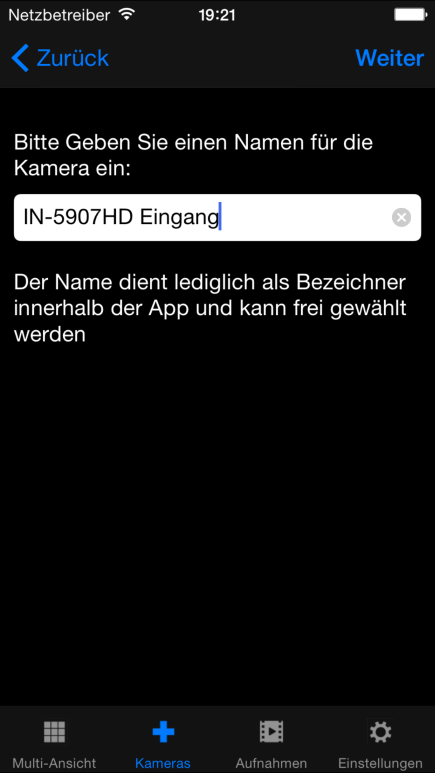 Netzbetreiber 19:21
Zurück Weiter
Bitte Geben Sie einen Namen für die
Kamera ein:
IN-5907HD Eingang
Der Name dient lediglich als Bezeichner
innerhalb der App und kann frei gewählt
werden
Multi-Ansicht Kameras Aufnahmen Einstellungen